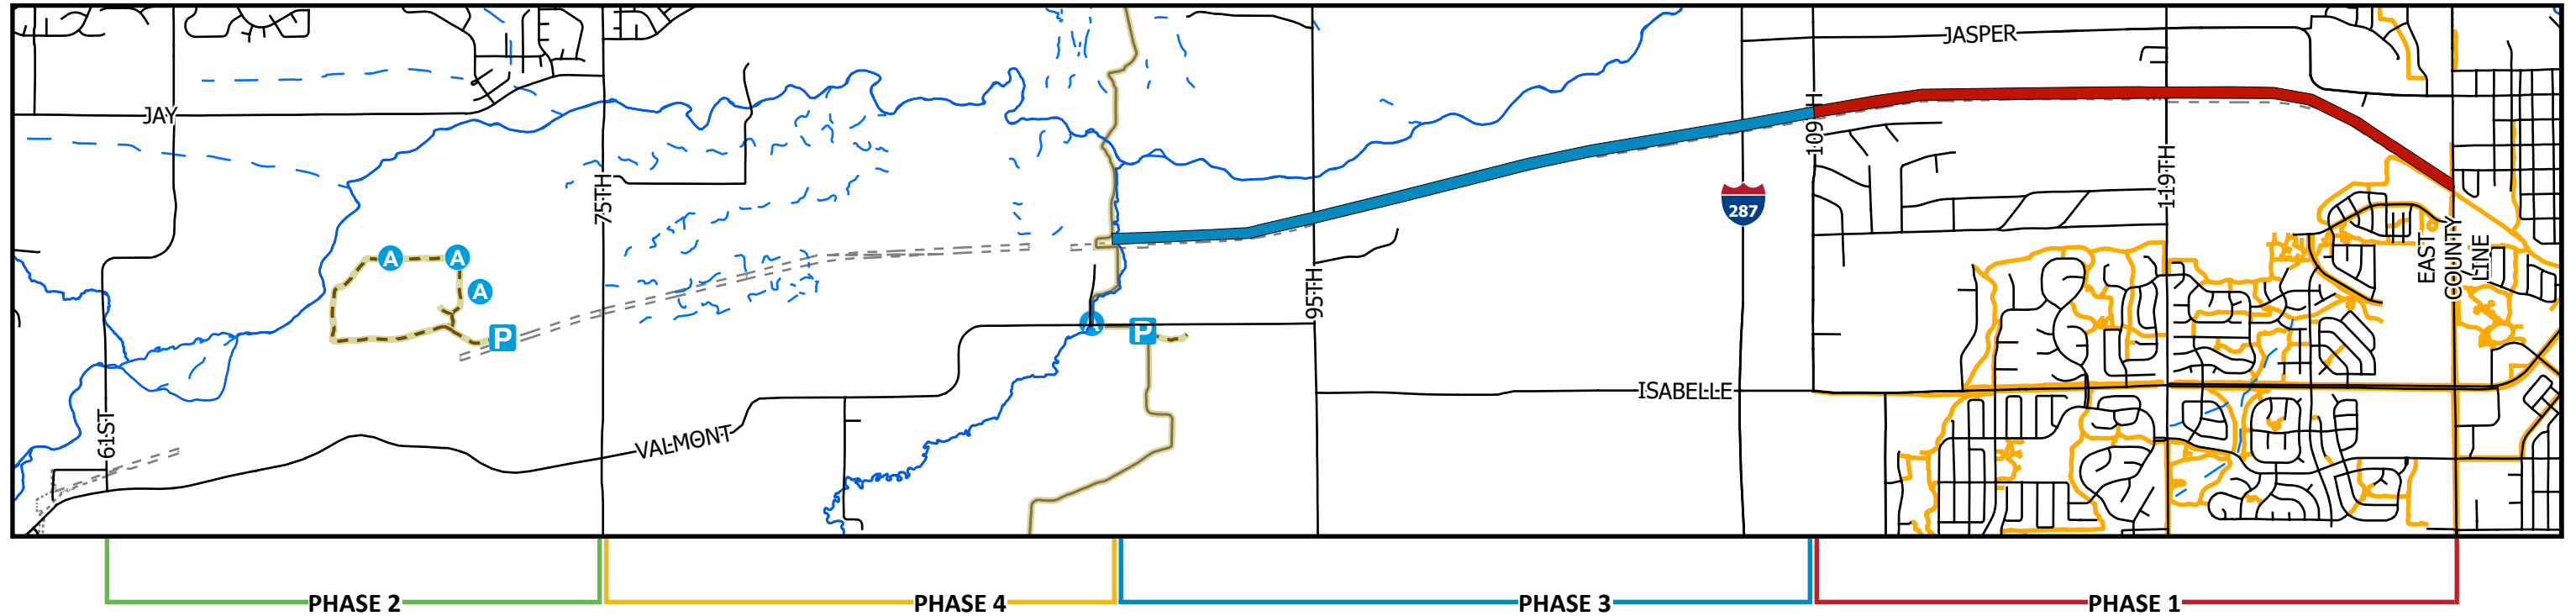 JASPER
JAY
109TH
119TH
75TH
287
A
A
A
95TH
EAST
COUNTY
LINE
A
P
P
ISABELLE
61ST
VALMONT
PHASE 2
PHASE 4
PHASE 3
PHASE 1